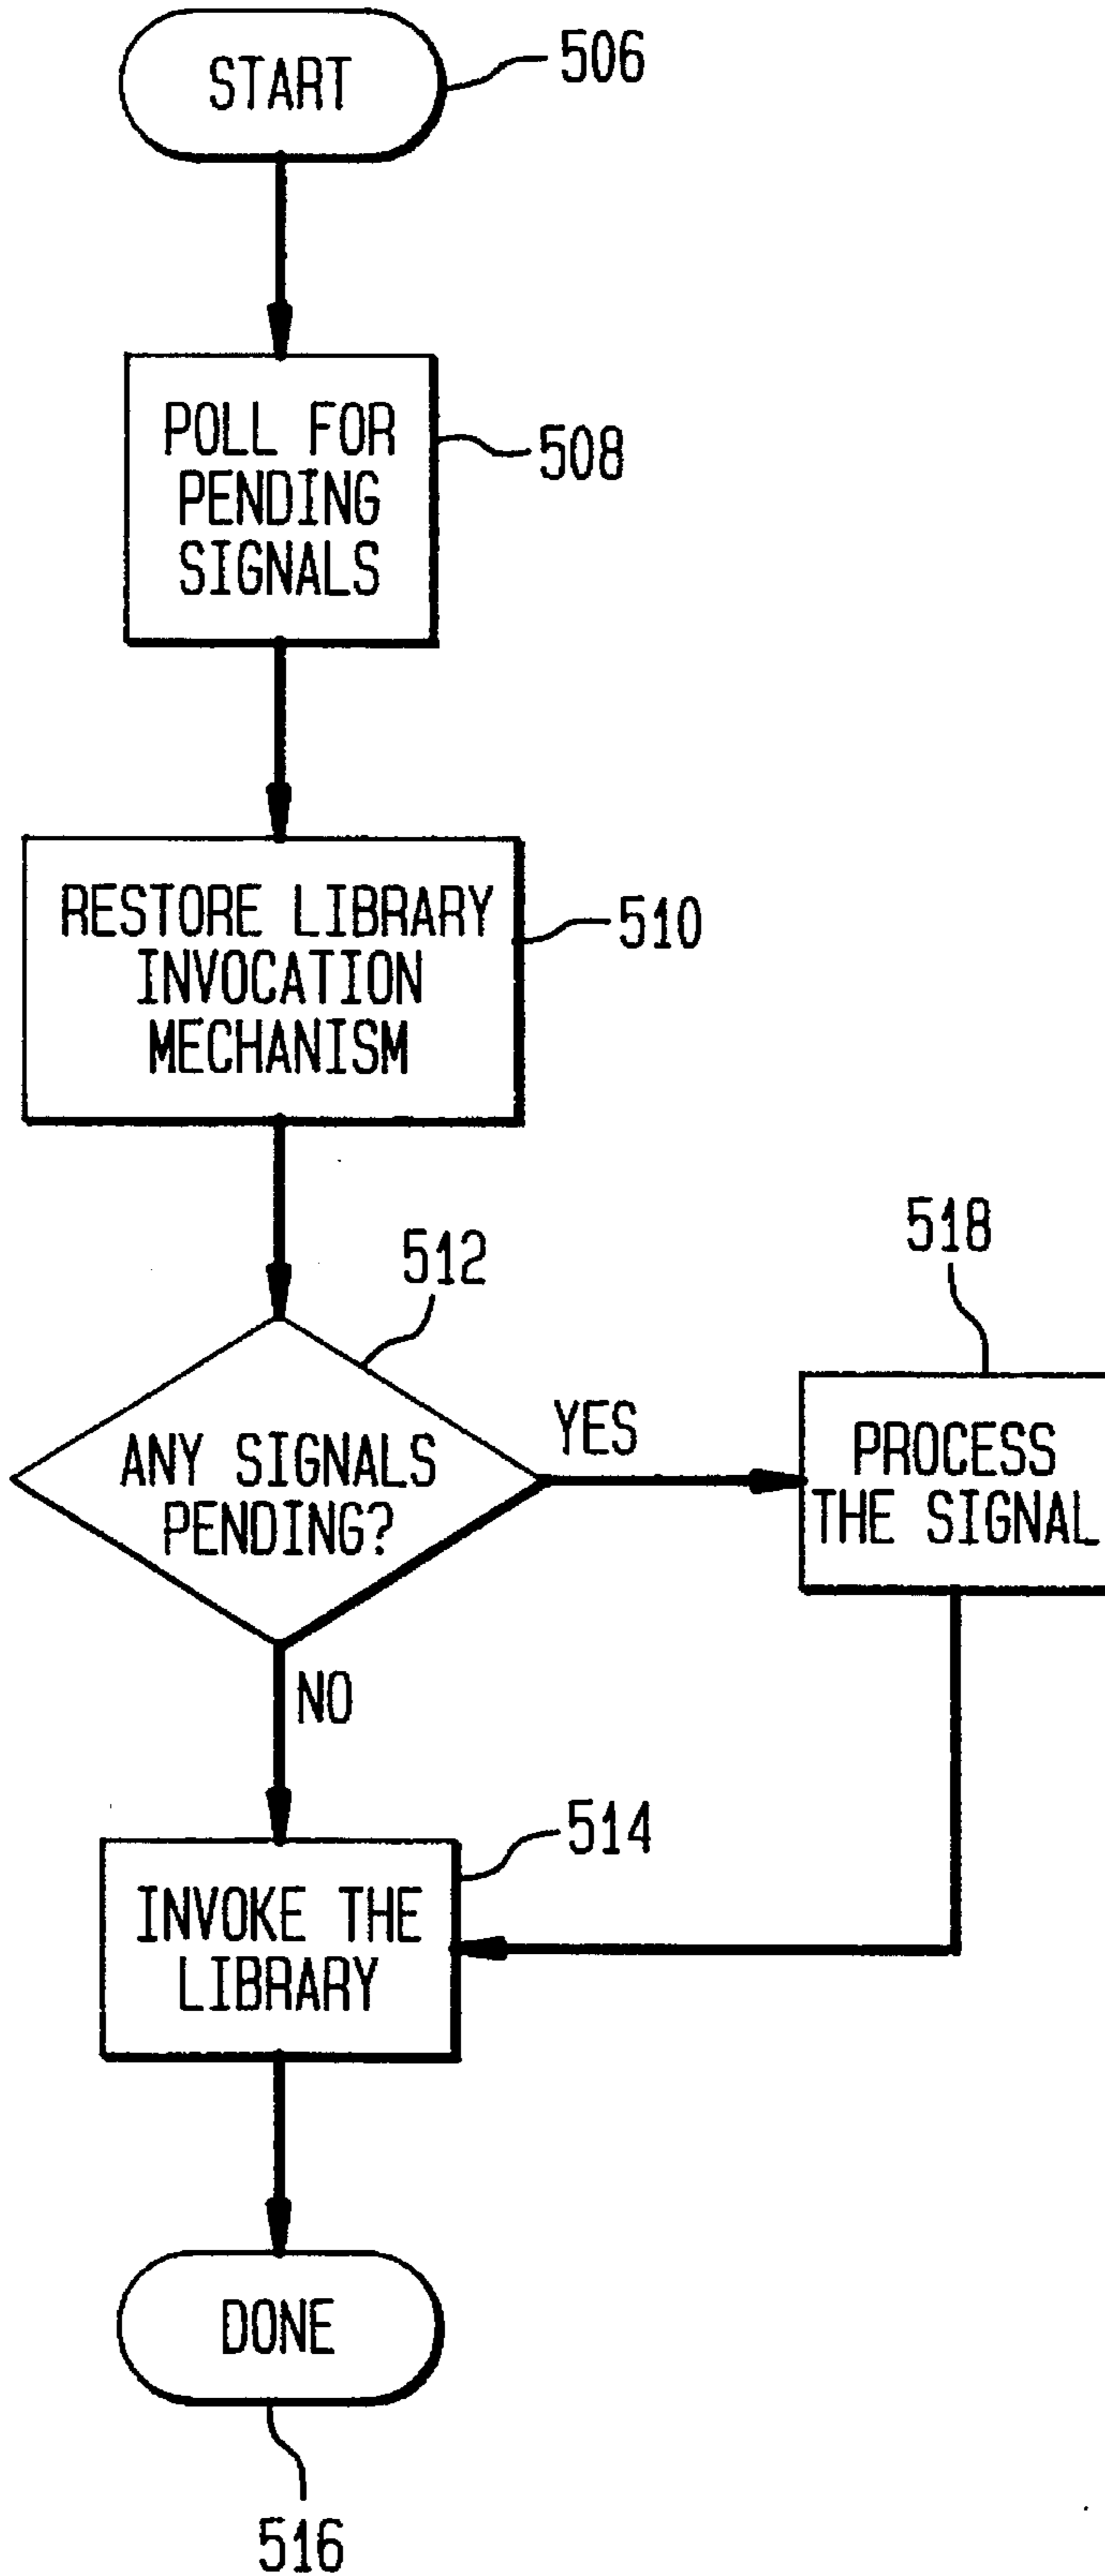 START
506
POLL FOR
PENDING
SIGNALS
508
RESTORE LIBRARY
INVOCATION
MECHANISM
510
512
ANY SIGNALS
PENDING?
YES
518
PROCESS
THE SIGNAL
NO
514
INVOKE THE
LIBRARY
DONE
516